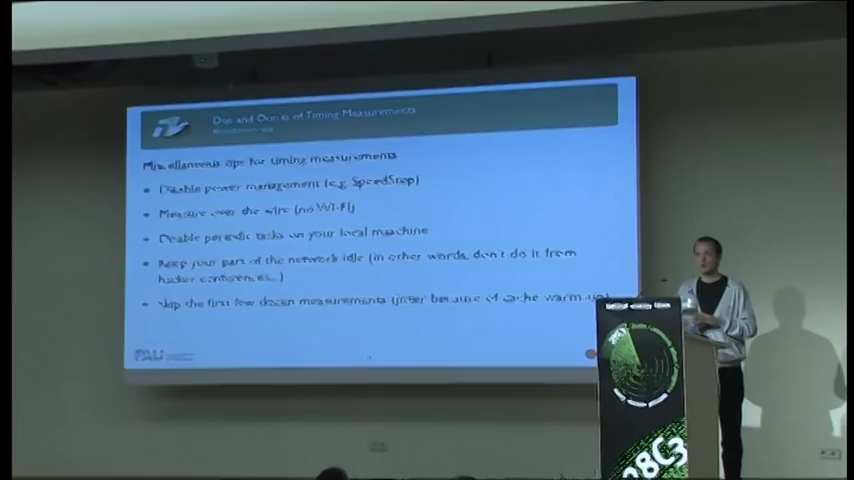 Dos and Don'ts of Timing Measurements
Miscellaneous tips for timing measurements
Disable power management (e.g. SpeedStep)
Measure over the wire (no Wi-Fi)
Disable periodic tasks on your local machine
Keep your part of the network idle (in other words, don't do it from
hacker conferences...)
Skip the first few dozen measurements (jitter because of cache warm-up)
FAU
28C3
28C3